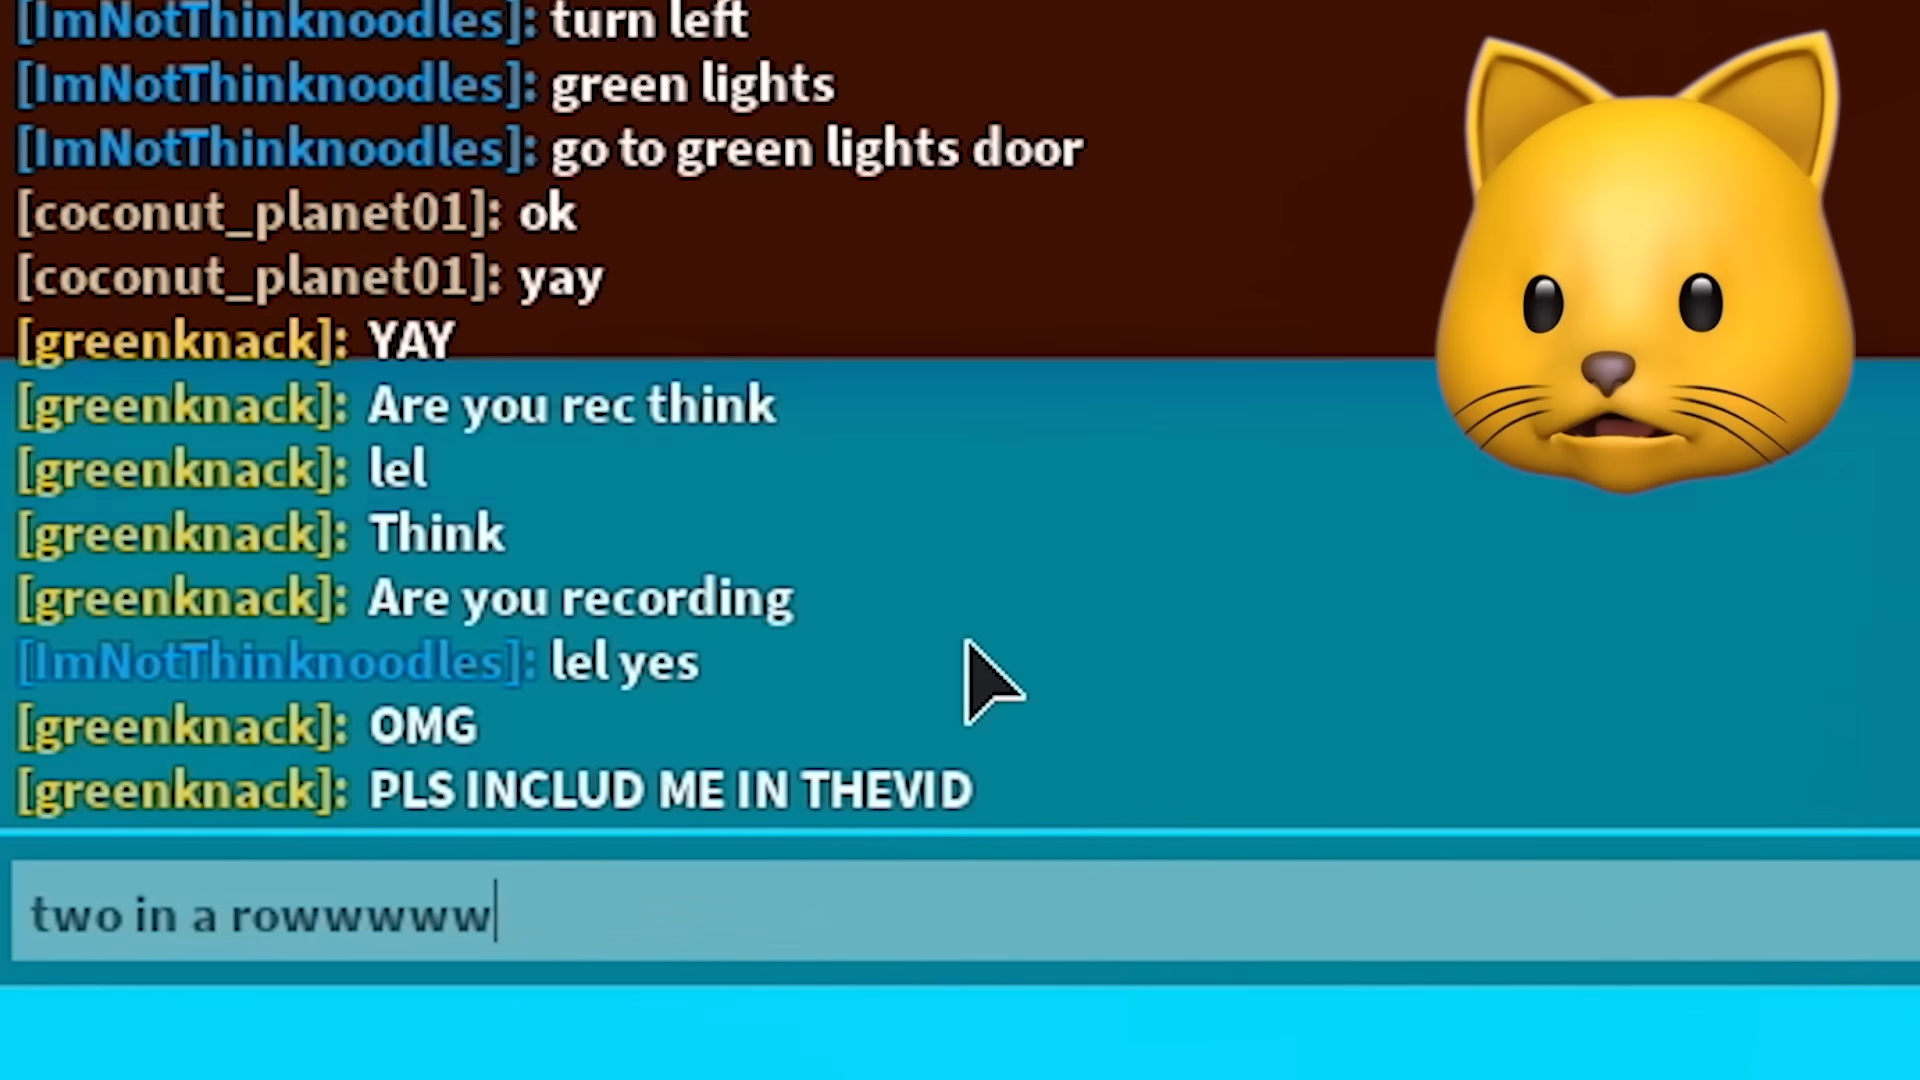 [ImNotThinknoodles]: turn left
[ImNotThinknoodles]: green lights
[ImNotThinknoodles]: go to green lights door
[coconut_planet01]: ok
[coconut_planet01]: yay
[greenknack]: YAY
[greenknack]: Are you rec think
[greenknack]: lel
[greenknack]: Think
[greenknack]: Are you recording
[ImNotThinknoodles]: lel yes
[greenknack]: OMG
[greenknack]: PLS INCLUD ME IN THEVID
two in a rowwwww